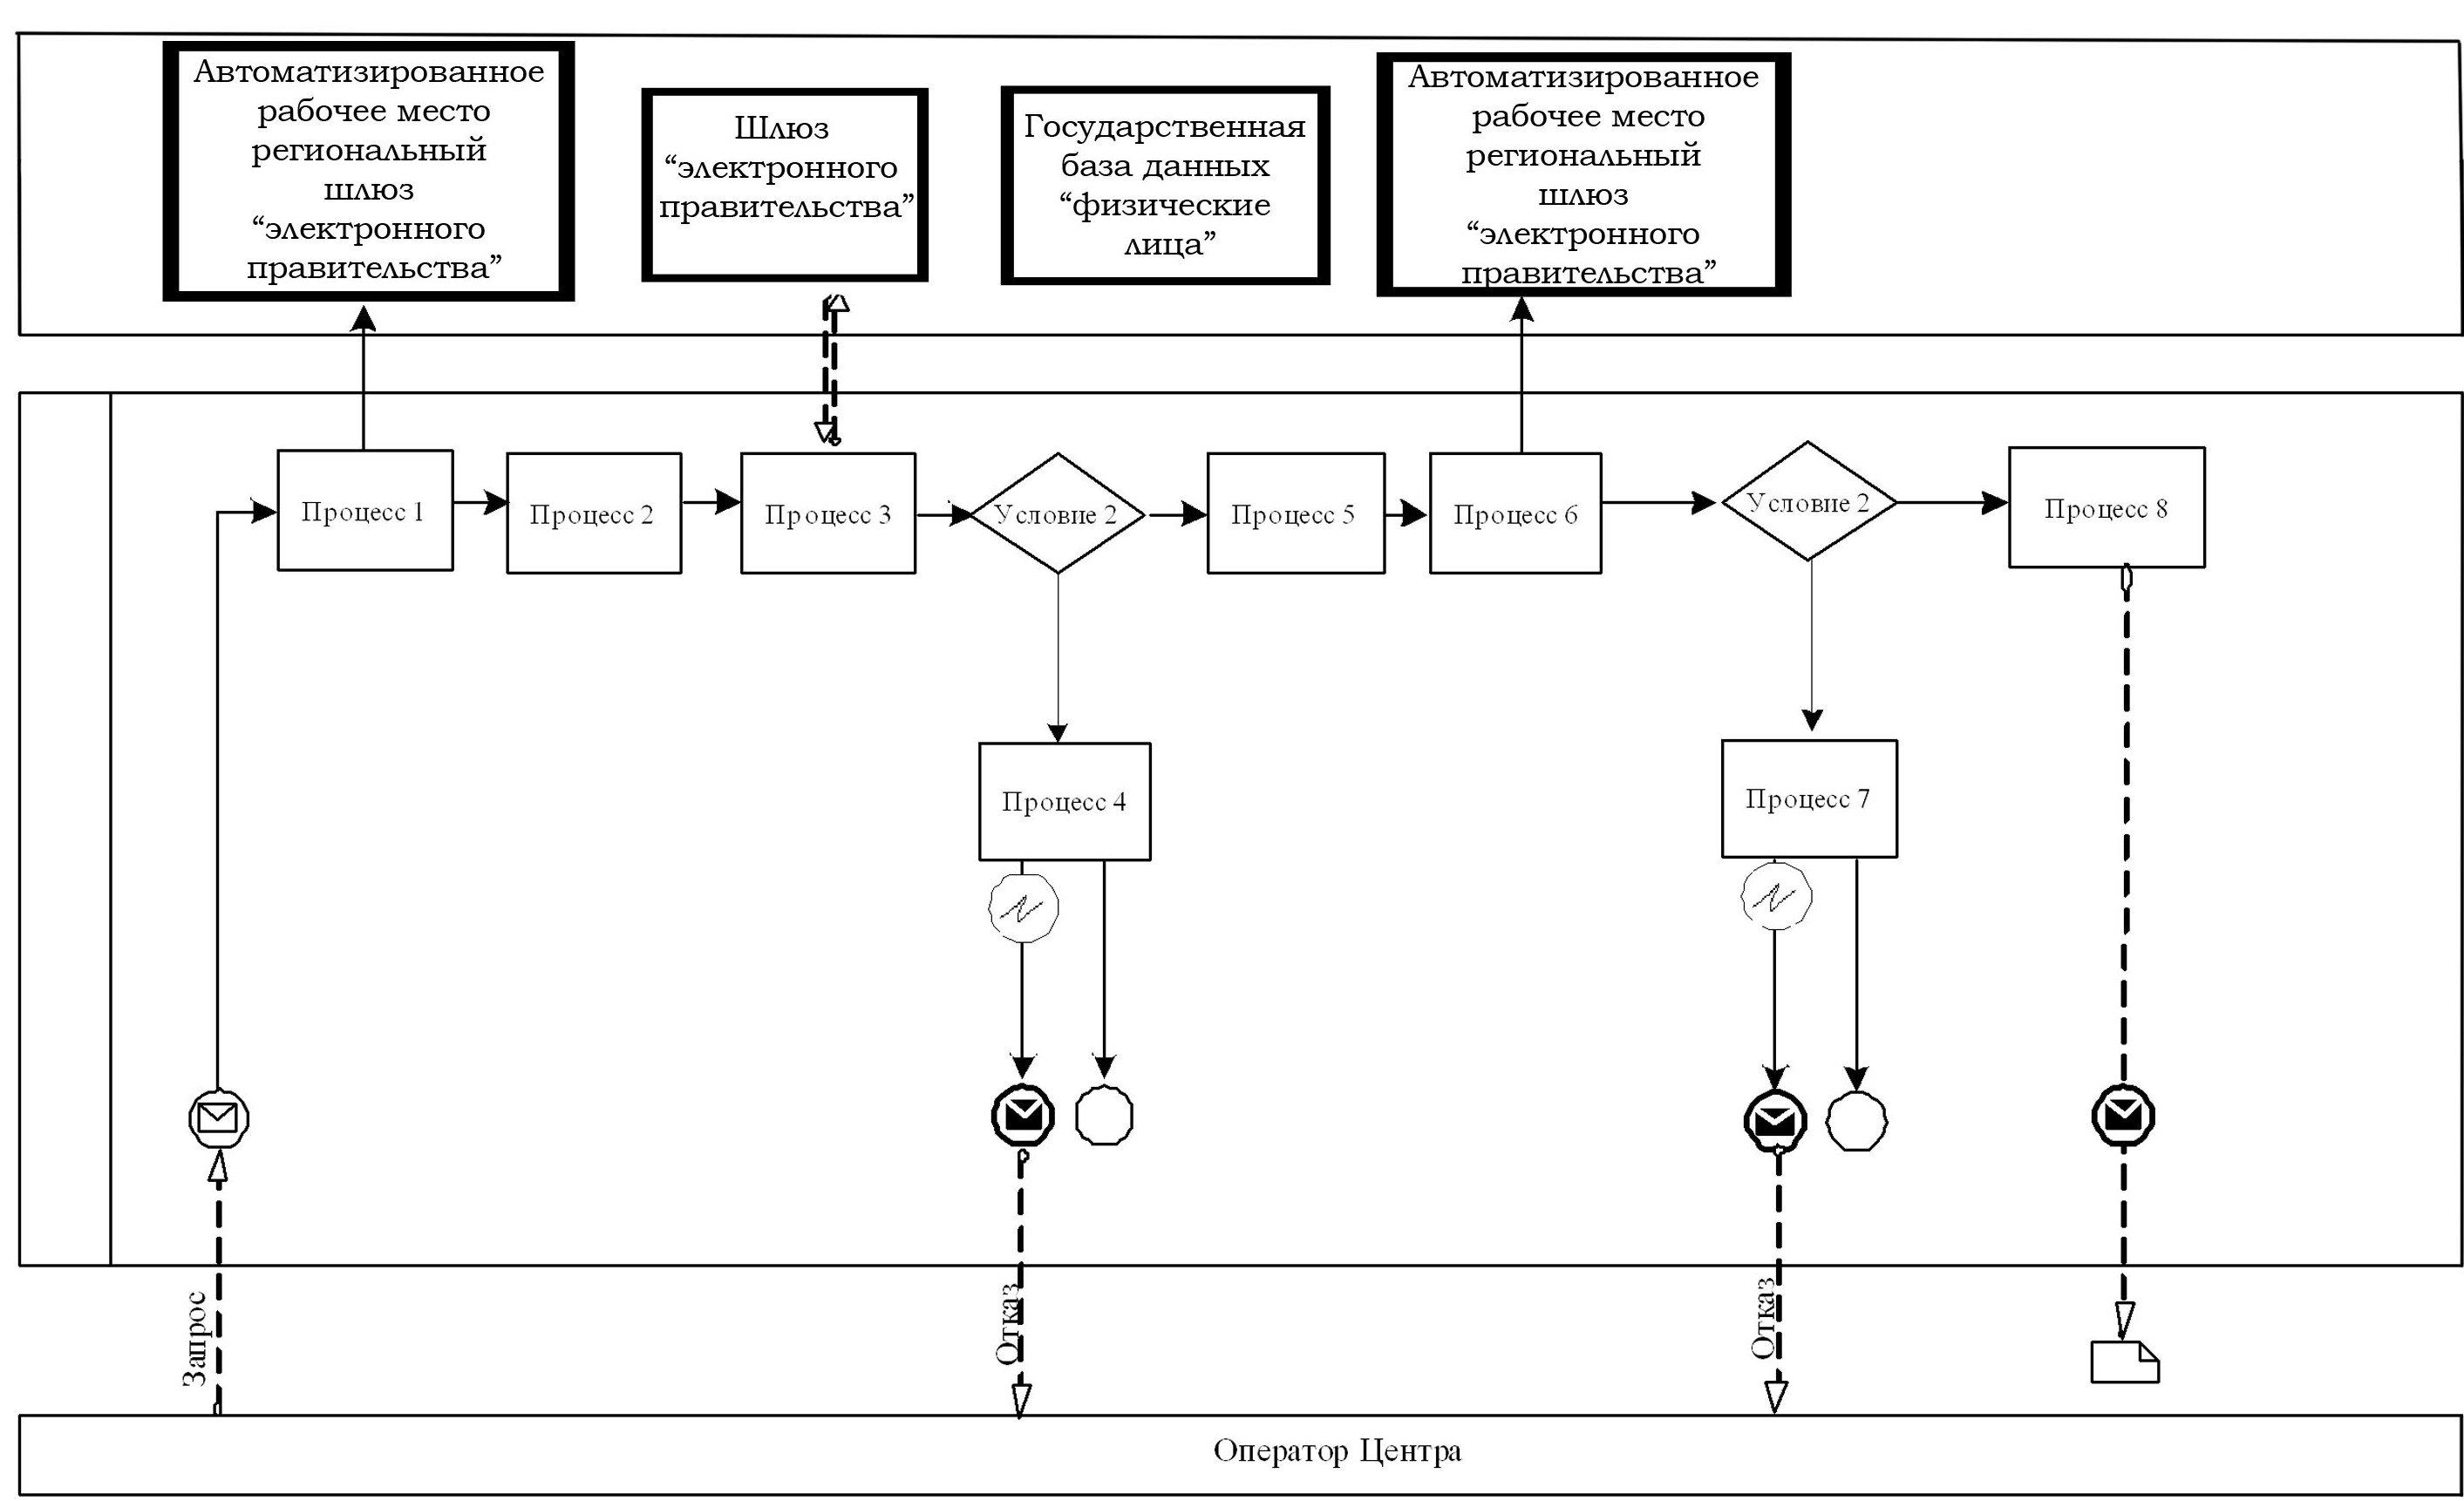 Автоматизированное
рабочее место
региональный
шлюз
“электронного
правительства”
Шлюз
“электронного
правительства”
Государственная
база данных
“физические
лица”
Автоматизированное
рабочее место
региональный
шлюз
“электронного
правительства”
Процесс 1
Процесс 2
Процесс 3
Условие 2
Процесс 5
Процесс 6
Условие 2
Процесс 8
Процесс 4
Процесс 7
Запрос
Отказ
Отказ
Оператор Центра